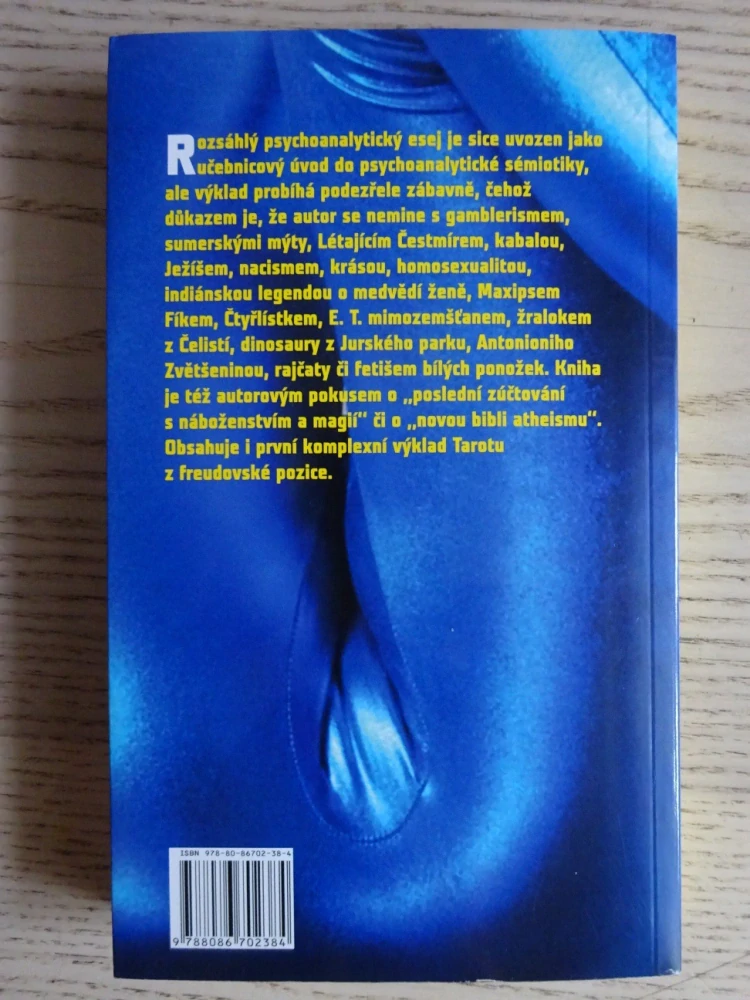 Rozsáhlý psychoanalytický esej je sice uvozen jako
učebnicový úvod do psychoanalytické sémiotiky,
ale výklad probíhá podezřele zábavně, čehož
důkazem je, že autor se nemine s gamblerismem,
sumerskými mýty, Létajícím Čestmírem, kabalou,
Ježíšem, nacismem, krásou, homosexualitou,
indiánskou legendou o medvědí ženě, Maxipsem
Fíkem, Čtyřlístkem, E. T. mimozemšťanem, žralokem
z Čelistí, dinosaury z Jurského parku, Antonioniho
Zvětšeninou, rajčaty či fetišem bílých ponožek. Kniha
je též autorovým pokusem o „poslední zúčtování
s náboženstvím a magií“ či o „novou bibli atheismu“.
Obsahuje i první komplexní výklad Tarotu
z freudovské pozice.
ISBN 978-80-86702-38-4
9 788086 702384